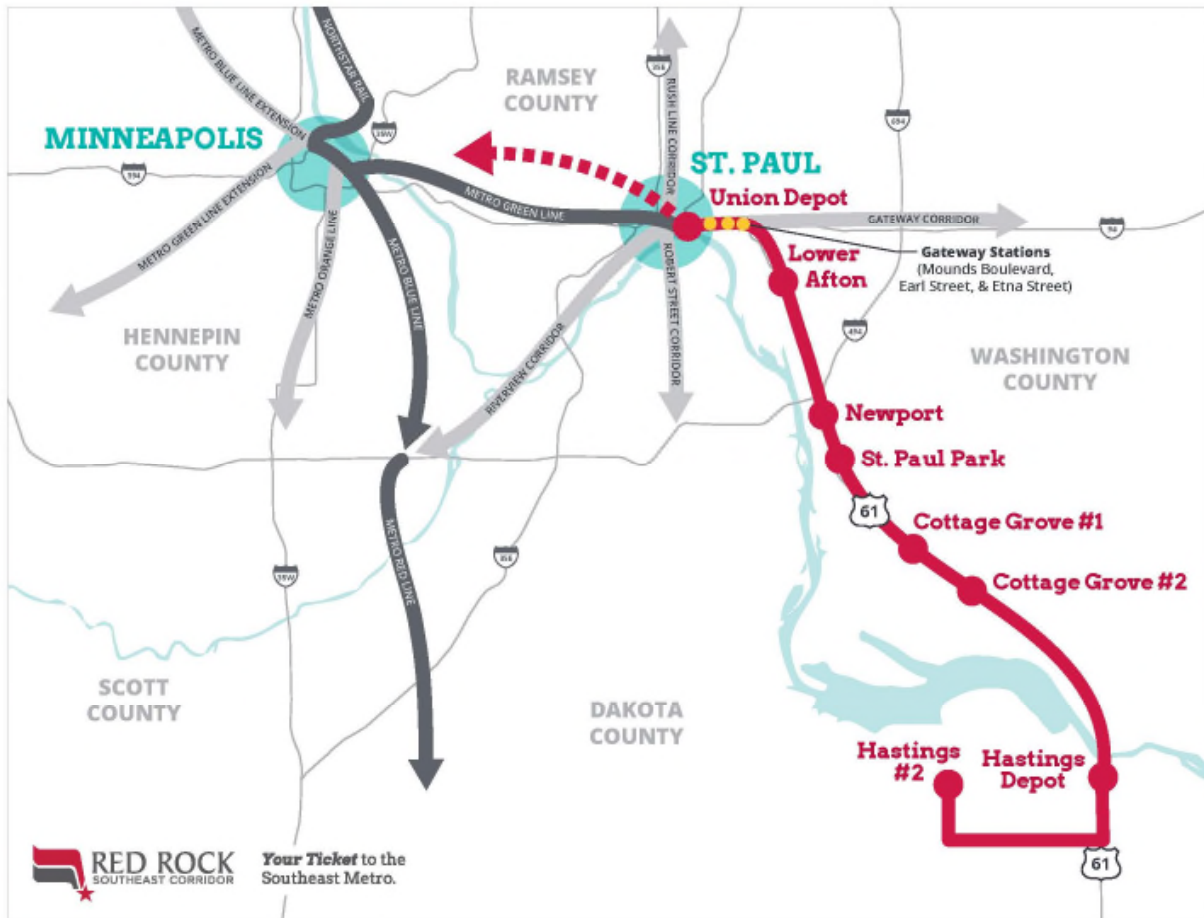 NORTHSTAR RAIL
METRO BLUE LINE EXTENSION
RAMSEY
COUNTY
35E
RUSH LINE CORRIDOR
694
MINNEAPOLIS
35W
394
METRO GREEN LINE EXTENSION
METRO ORANGE LINE
METRO GREEN LINE
ST. PAUL
Union Depot
GATEWAY CORRIDOR
94
Gateway Stations
(Mounds Boulevard,
Earl Street, & Etna Street)
Lower
Afton
METRO BLUE LINE
ROBERT STREET CORRIDOR
RIVERVIEW CORRIDOR
HENNEPIN
COUNTY
494
WASHINGTON
COUNTY
Newport
St. Paul Park
61
Cottage Grove #1
35W
METRO RED LINE
35E
Cottage Grove #2
SCOTT
COUNTY
DAKOTA
COUNTY
Hastings
#2
Hastings
Depot
61
RED ROCK
SOUTHEAST CORRIDOR
Your Ticket to the
Southeast Metro.